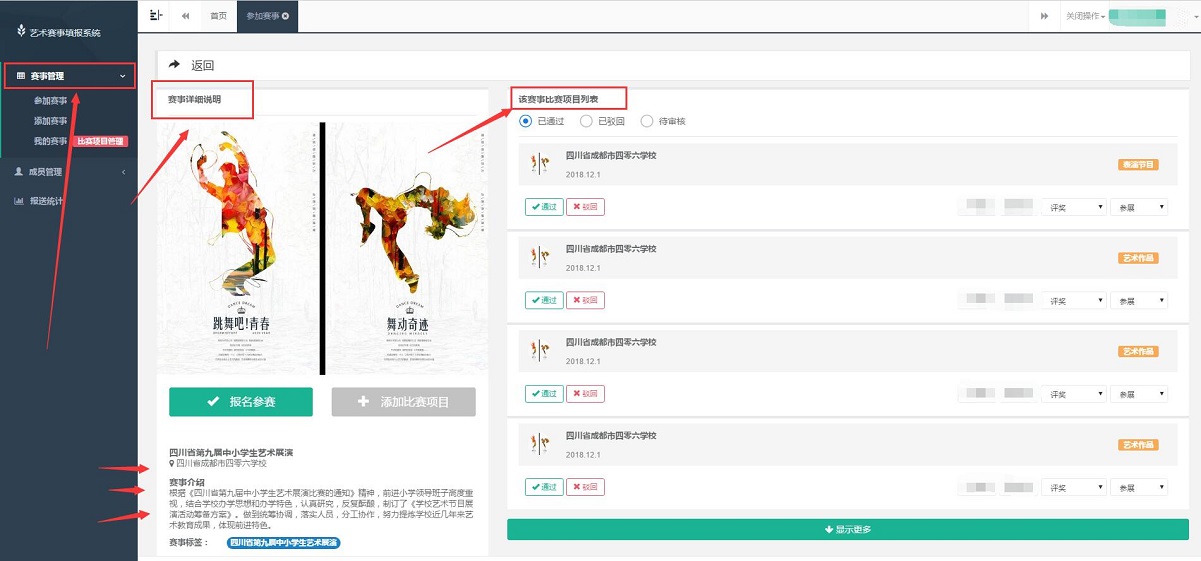 艺术赛事填报系统
首页
参加赛事
关闭操作
赛事管理
参加赛事
添加赛事
我的赛事
比赛项目管理
成员管理
报送统计
返回
赛事详细说明
DANCE DREAM
跳舞吧!青春
DANCE DREAM
舞动奇迹
报名参赛
添加比赛项目
四川省第九届中小学生艺术展演
四川省成都市四零六学校
赛事介绍
根据《四川省第九届中小学生艺术展演比赛的通知》精神，前进小学领导班子高度重
视，结合学校办学思想和办学特色，认真研究，反复酝酿，制订了《学校艺术节目展
演活动筹备方案》。做到统筹协调，落实人员，分工协作，努力提炼学校近几年来艺
术教育成果，体现前进特色。
赛事标签：
四川省第九届中小学生艺术展演
该赛事比赛项目列表
已通过
已驳回
待审核
四川省成都市四零六学校
2018.12.1
表演节目
通过
驳回
评奖
参展
四川省成都市四零六学校
2018.12.1
艺术作品
通过
驳回
评奖
参展
四川省成都市四零六学校
2018.12.1
艺术作品
通过
驳回
评奖
参展
四川省成都市四零六学校
2018.12.1
艺术作品
通过
驳回
评奖
参展
显示更多